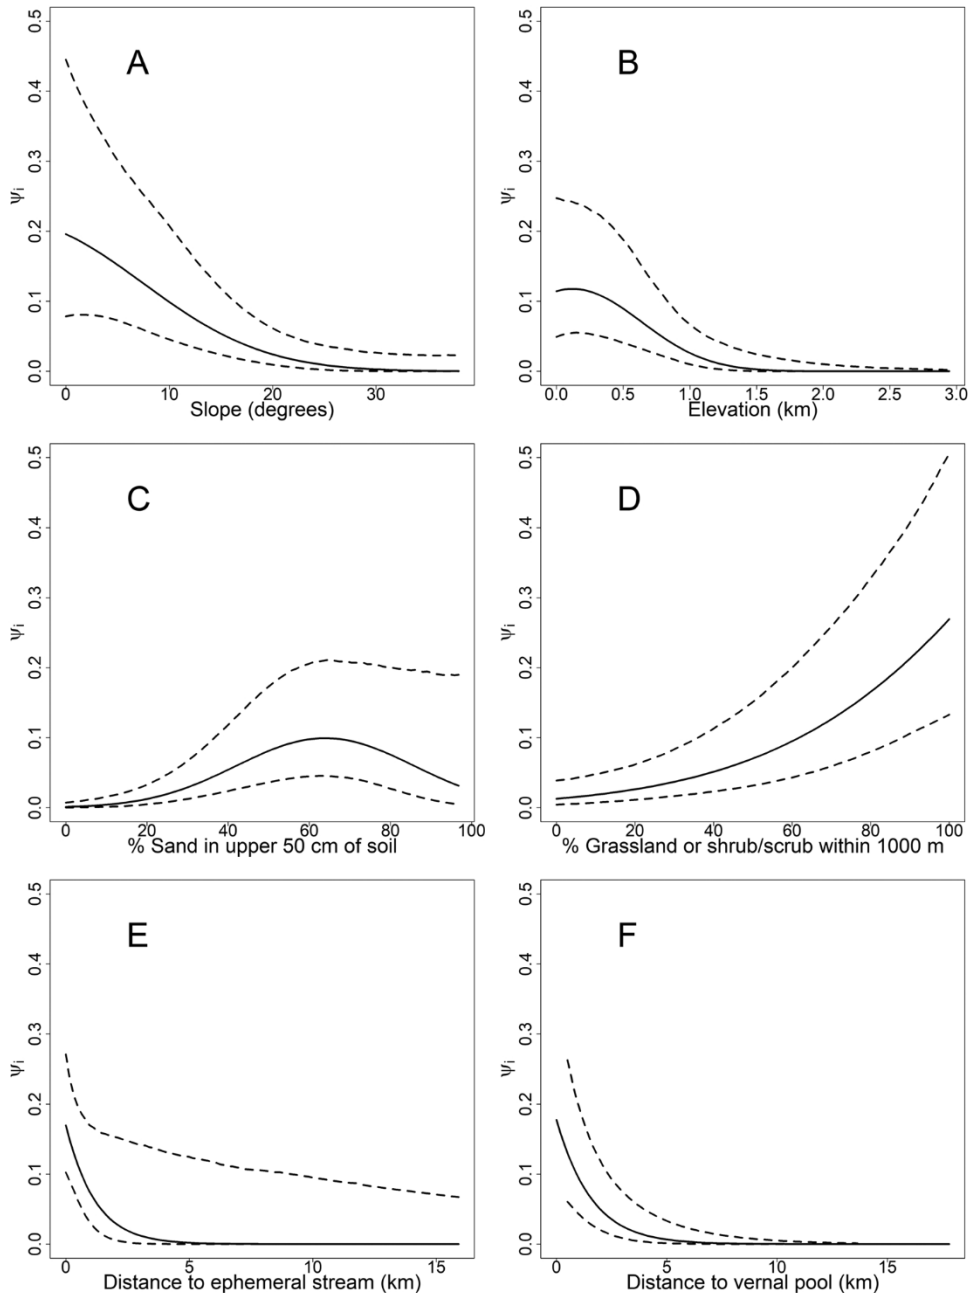 A
0.5
0.4
0.3
0.2
0.1
0.0
Ψi
0 10 20 30
Slope (degrees)
B
0.5
0.4
0.3
0.2
0.1
0.0
Ψi
0.0 0.5 1.0 1.5 2.0 2.5 3.0
Elevation (km)
C
0.5
0.4
0.3
0.2
0.1
0.0
Ψi
0 20 40 60 80 100
% Sand in upper 50 cm of soil
D
0.5
0.4
0.3
0.2
0.1
0.0
Ψi
0 20 40 60 80 100
% Grassland or shrub/scrub within 1000 m
E
0.5
0.4
0.3
0.2
0.1
0.0
Ψi
0 5 10 15
Distance to ephemeral stream (km)
F
0.5
0.4
0.3
0.2
0.1
0.0
Ψi
0 5 10 15
Distance to vernal pool (km)